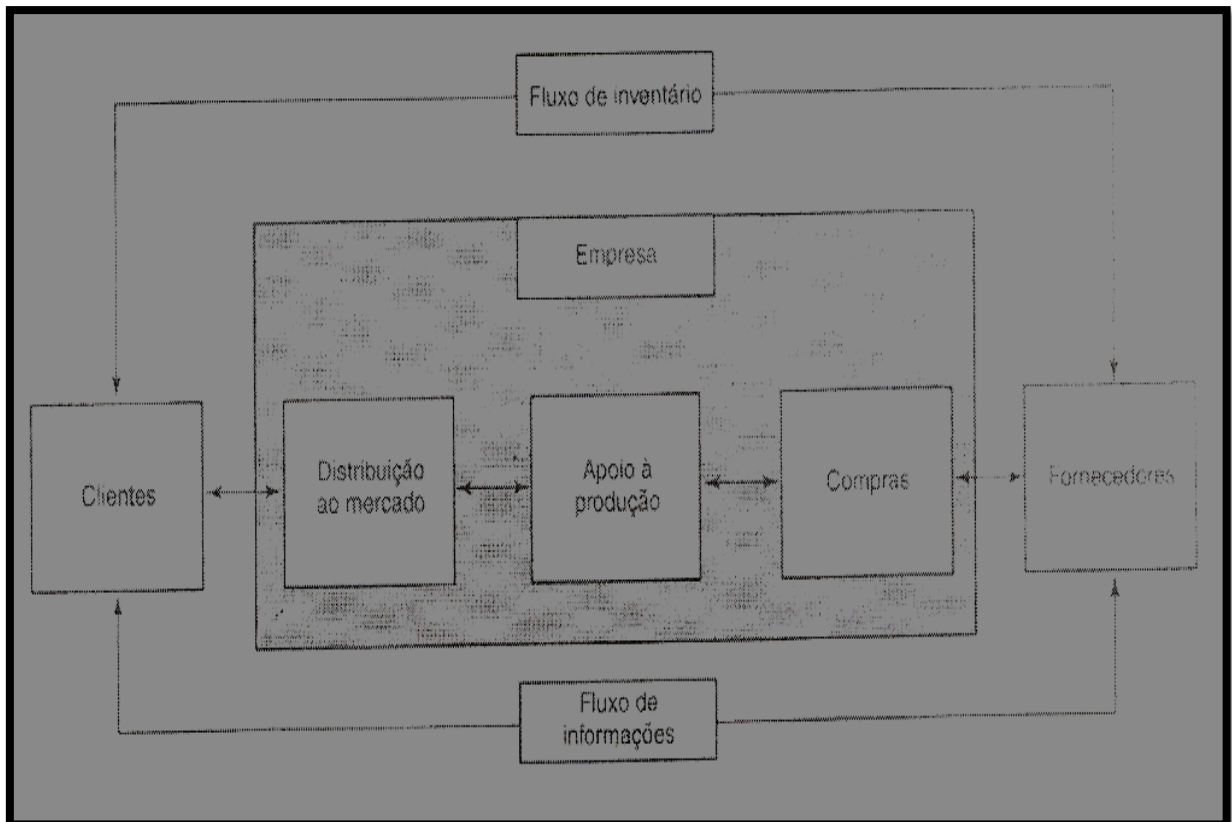 Fluxo de inventário
Empresa
Clientes
Distribuição
ao mercado
Apoio à
produção
Compras
Fornecedores
Fluxo de
informações